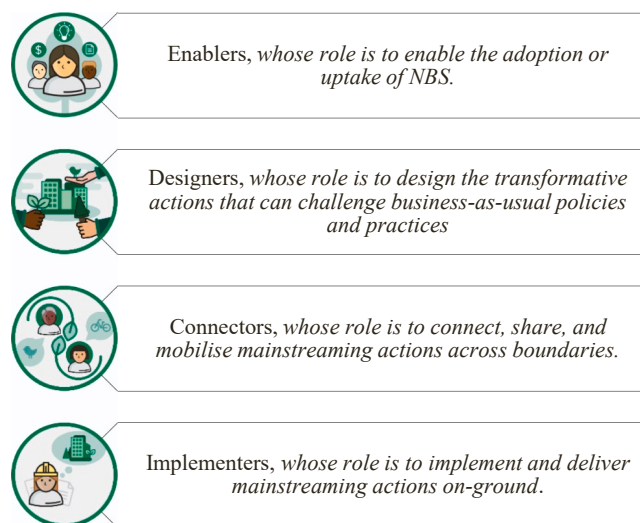 Enablers, whose role is to enable the adoption or
uptake of NBS.
Designers, whose role is to design the transformative
actions that can challenge business-as-usual policies
and practices
Connectors, whose role is to connect, share, and
mobilise mainstreaming actions across boundaries.
Implementers, whose role is to implement and deliver
mainstreaming actions on-ground.